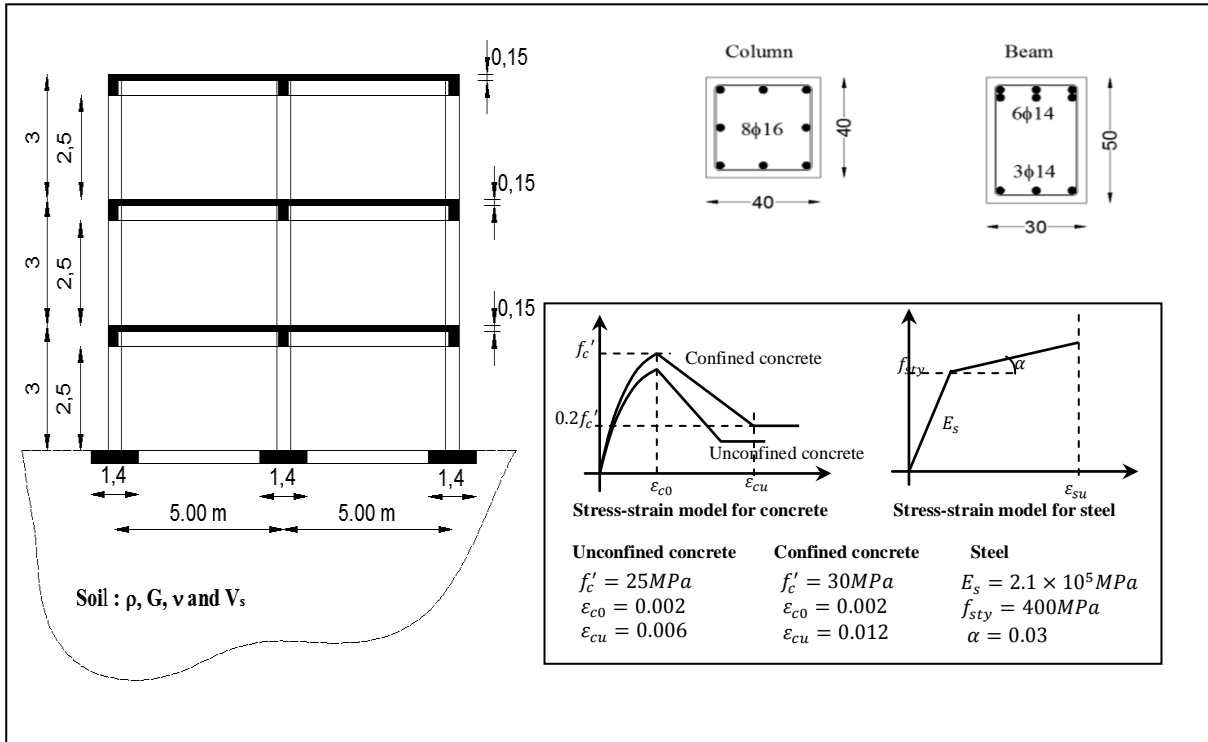 0,15
3
2,5
0,15
3
2,5
0,15
3
2,5
1,4
1,4
1,4
5.00 m
5.00 m
Soil : ρ, G, ν and Vs
Column
8ϕ16
40
40
Beam
6ϕ14
3ϕ14
50
30
fc′
Confined concrete
0.2fc′
Unconfined concrete
εc0
εcu
Stress-strain model for concrete
fsty
α
Es
εsu
Stress-strain model for steel
Unconfined concrete Confined concrete Steel
fc′ = 25MPa fc′ = 30MPa Es = 2.1 × 10⁵MPa
εc0 = 0.002 εc0 = 0.002 fsty = 400MPa
εcu = 0.006 εcu = 0.012 α = 0.03